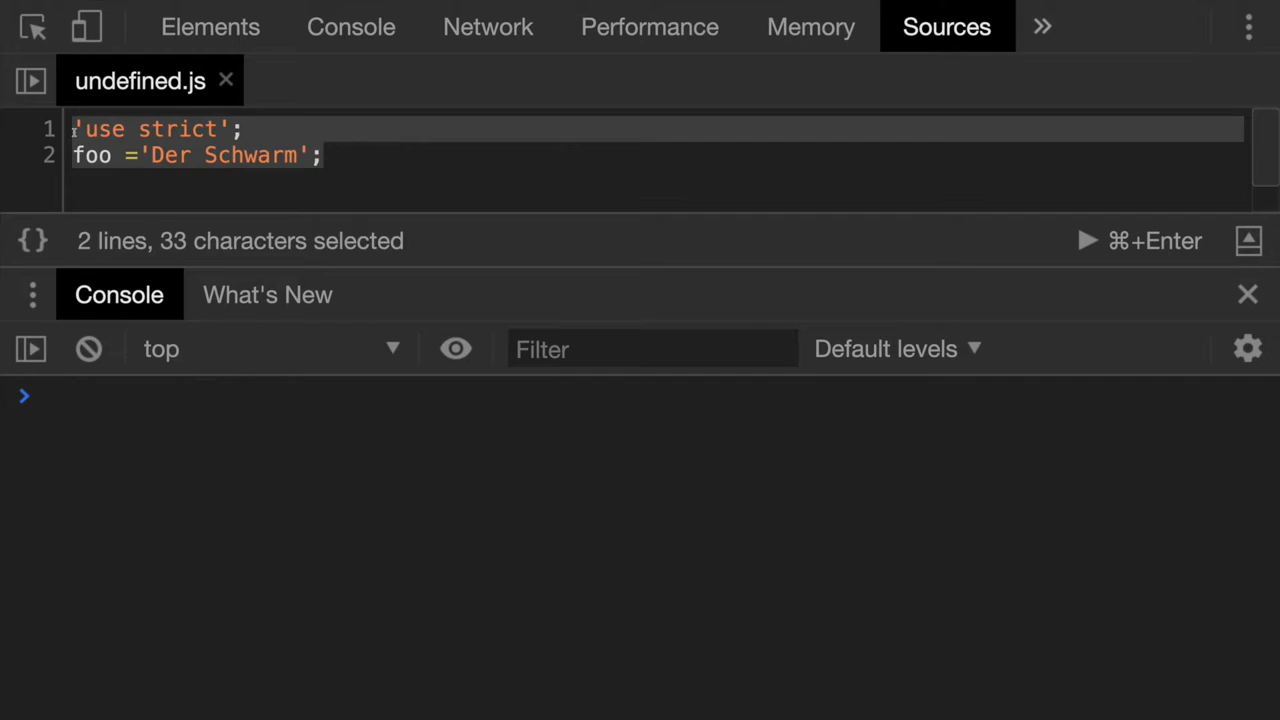 Elements Console Network Performance Memory Sources »
undefined.js ×
1 'use strict';
2 foo ='Der Schwarm';
{} 2 lines, 33 characters selected ⌘+Enter
Console What's New
top Filter Default levels